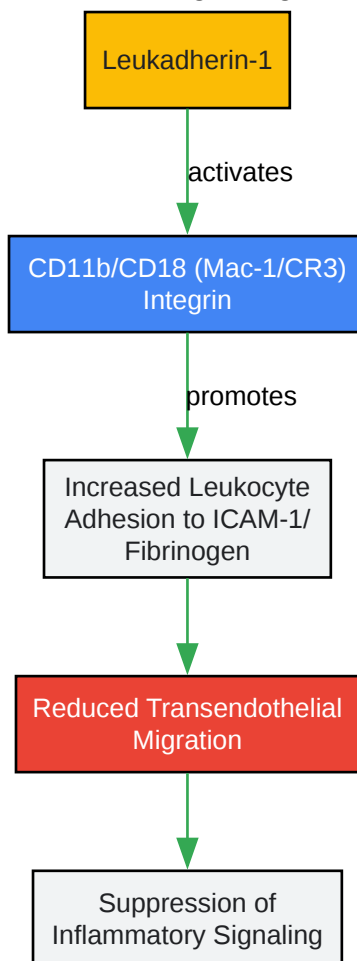 Leukadherin-1
activates
CD11b/CD18 (Mac-1/CR3)
Integrin
promotes
Increased Leukocyte
Adhesion to ICAM-1/
Fibrinogen
Reduced Transendothelial
Migration
Suppression of
Inflammatory Signaling